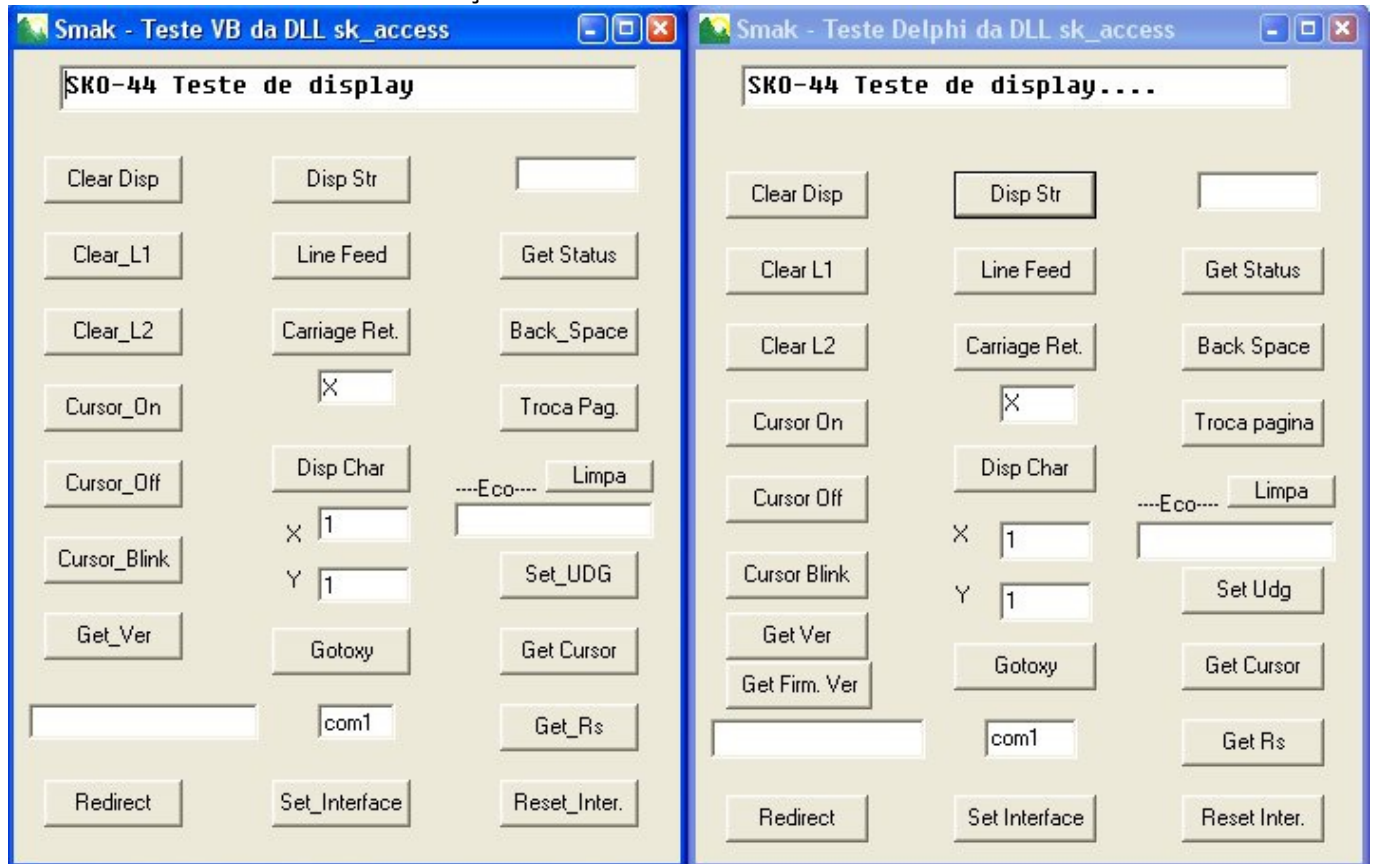 Smak - Teste VB da DLL sk_access
SKO-44 Teste de display
Clear Disp
Disp Str
Clear_L1
Line Feed
Get Status
Clear_L2
Carriage Ret.
Back_Space
X
Cursor_On
Troca Pag.
Disp Char
Limpa
Cursor_Off
----Eco----
X
1
Cursor_Blink
Y
1
Set_UDG
Get_Ver
Gotoxy
Get Cursor
com1
Get_Rs
Redirect
Set_Interface
Reset_Inter.
Smak - Teste Delphi da DLL sk_access
SKO-44 Teste de display....
Clear Disp
Disp Str
Clear L1
Line Feed
Get Status
Clear L2
Carriage Ret.
Back Space
X
Cursor On
Troca pagina
Disp Char
Limpa
Cursor Off
----Eco----
X
1
Cursor Blink
Y
1
Set Udg
Get Ver
Gotoxy
Get Cursor
Get Firm. Ver
com1
Get Rs
Redirect
Set Interface
Reset Inter.